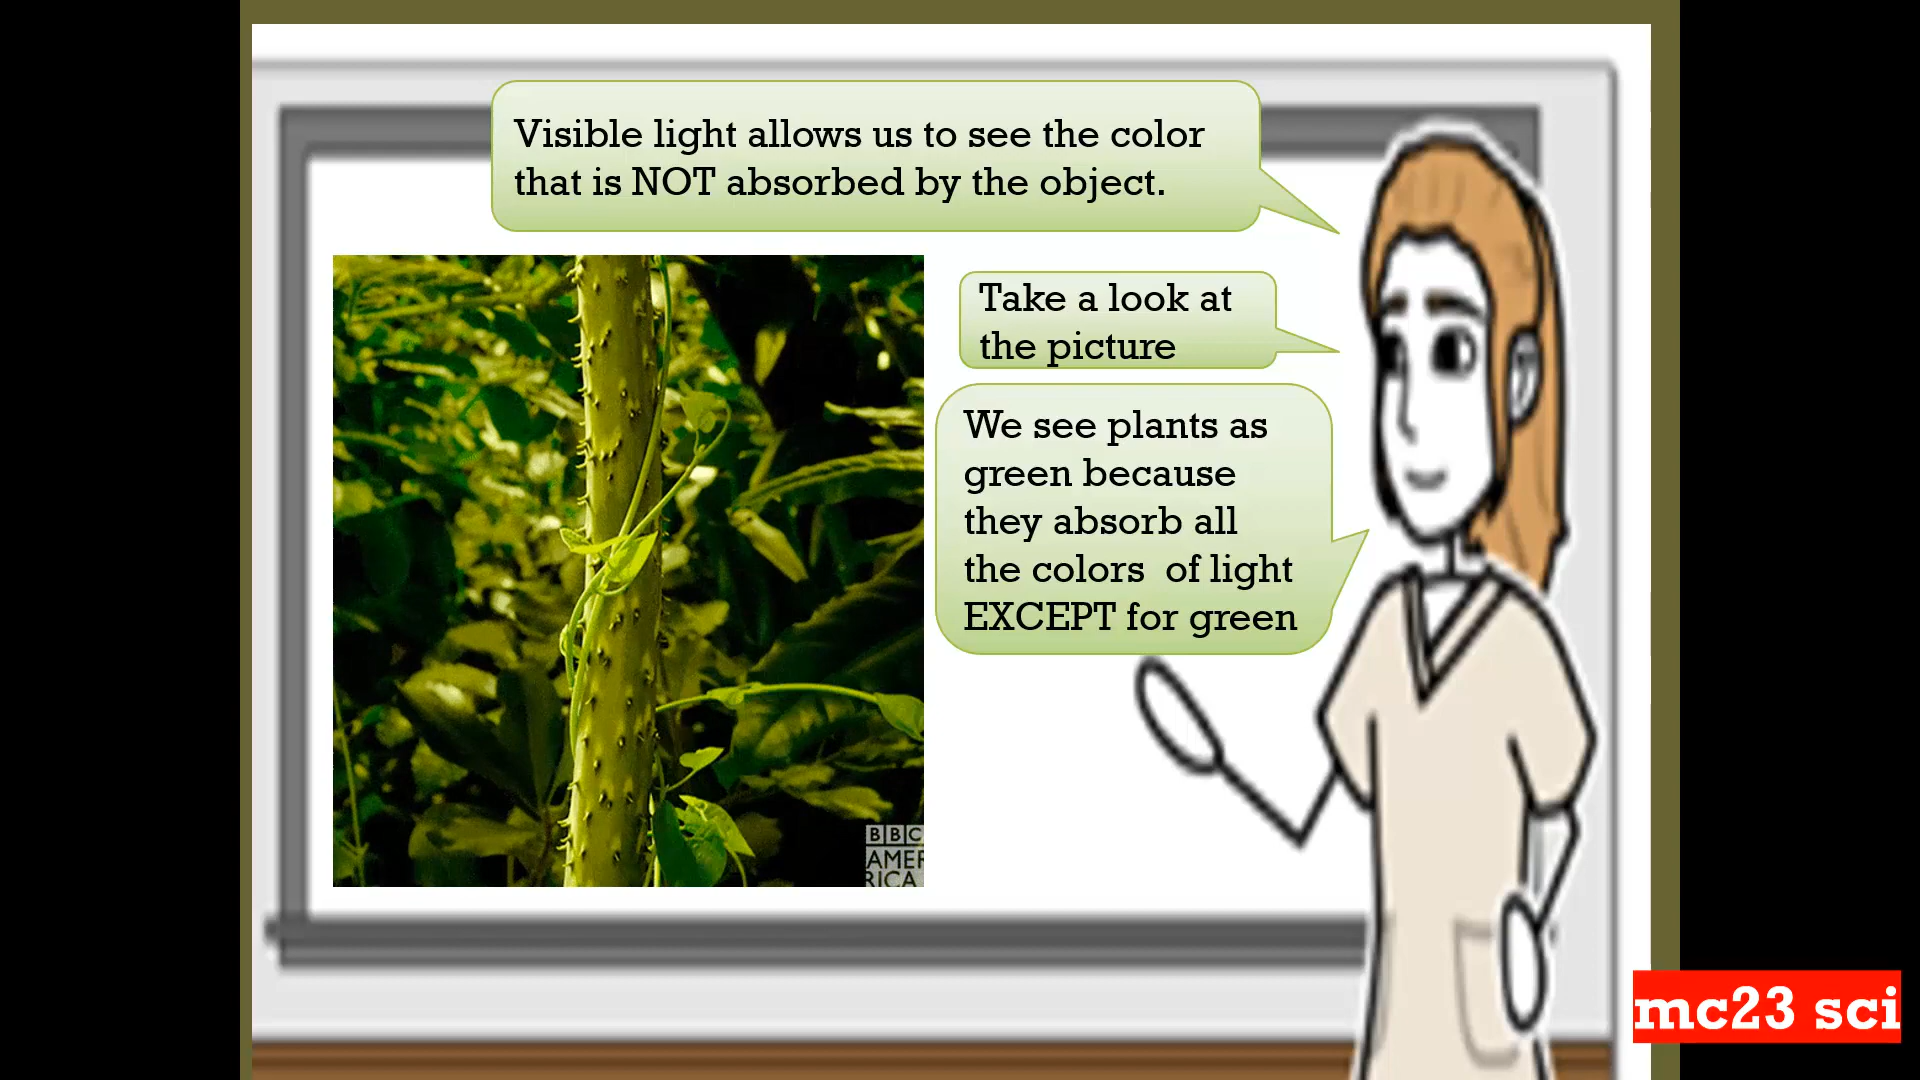 Visible light allows us to see the color
that is NOT absorbed by the object.
Take a look at
the picture
We see plants as
green because
they absorb all
the colors  of light
EXCEPT for green
BBC
AMER
RICA
mc23 sci